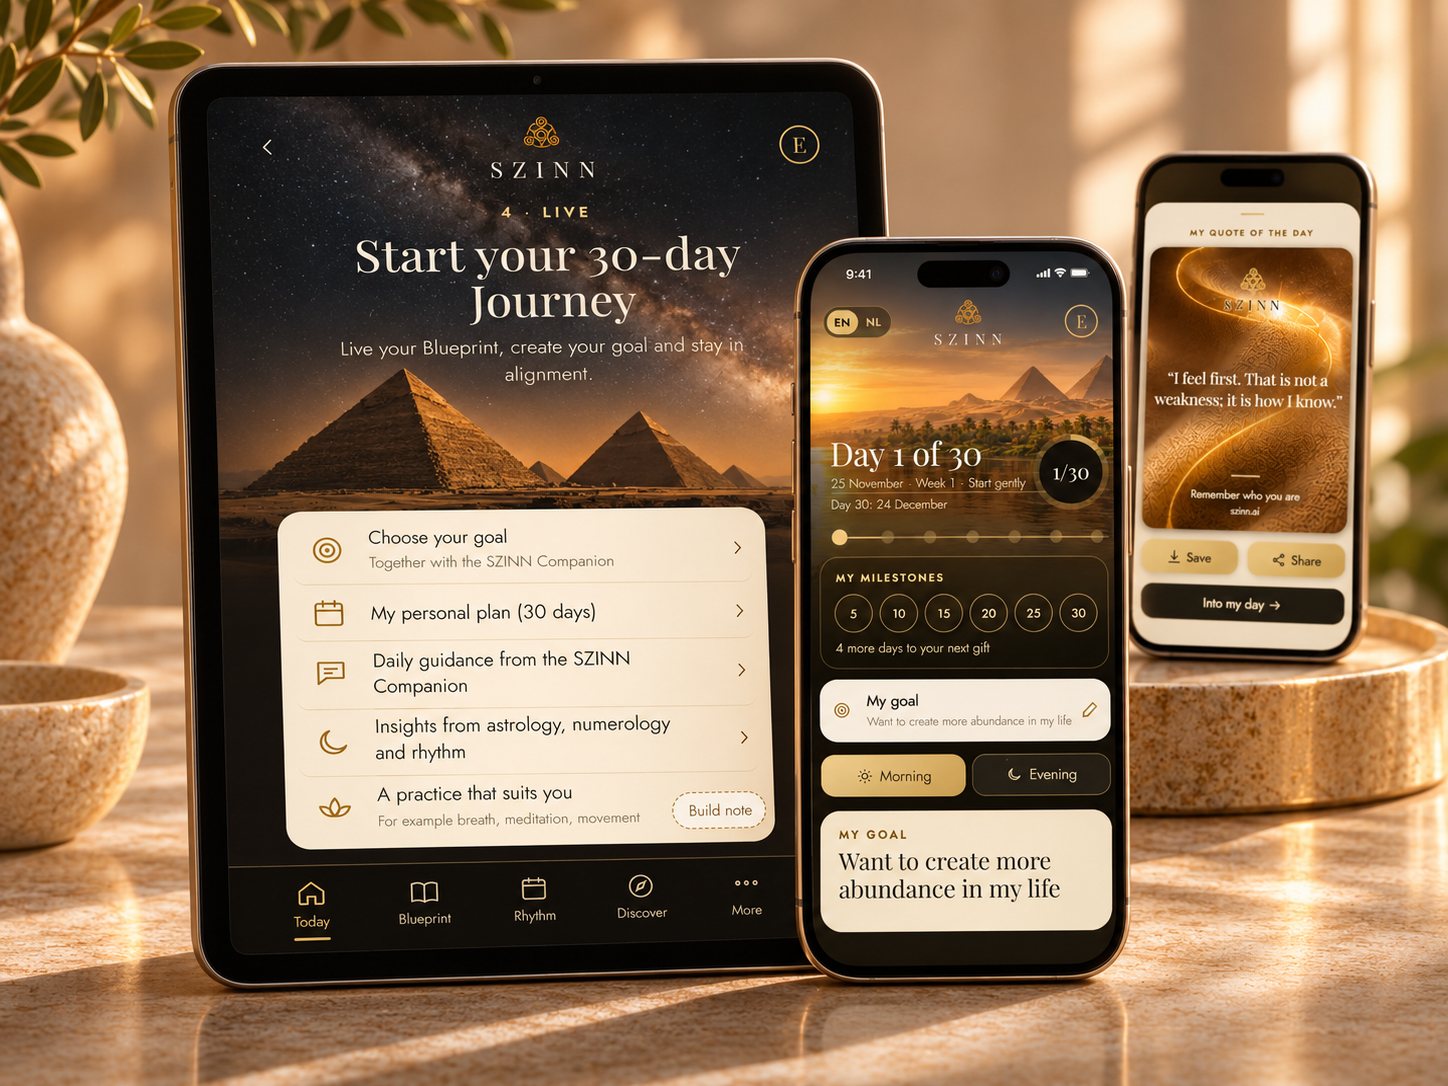 SZINN
E
4 · LIVE
Start your 30-day
Journey
Live your Blueprint, create your goal and stay in
alignment.
Choose your goal
Together with the SZINN Companion
My personal plan (30 days)
Daily guidance from the SZINN
Companion
Insights from astrology, numerology
and rhythm
A practice that suits you
For example breath, meditation, movement
Build note
Today
Blueprint
Rhythm
Discover
More
9:41
EN NL
SZINN
E
Day 1 of 30
25 November · Week 1 · Start gently
Day 30: 24 December
1/30
MY MILESTONES
5 10 15 20 25 30
4 more days to your next gift
My goal
Want to create more abundance in my life
Morning
Evening
MY GOAL
Want to create more
abundance in my life
MY QUOTE OF THE DAY
SZINN
“I feel first. That is not a
weakness; it is how I know.”
Remember who you are
szinn.ai
Save
Share
Into my day →